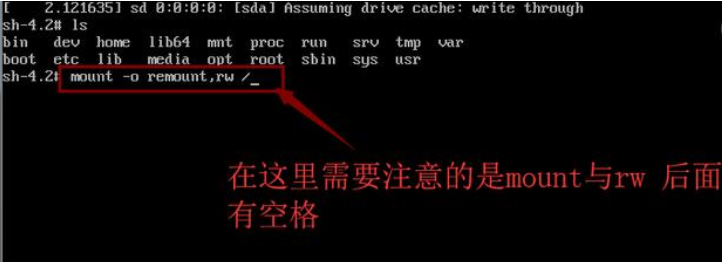 [    2.121635] sd 0:0:0:0: [sda] Assuming drive cache: write through
sh-4.2# ls
bin   dev  home  lib64  mnt  proc  run   srv  tmp  var
boot  etc  lib   media  opt  root  sbin  sys  usr
sh-4.2# mount -o remount,rw /_
在这里需要注意的是mount与rw 后面
有空格